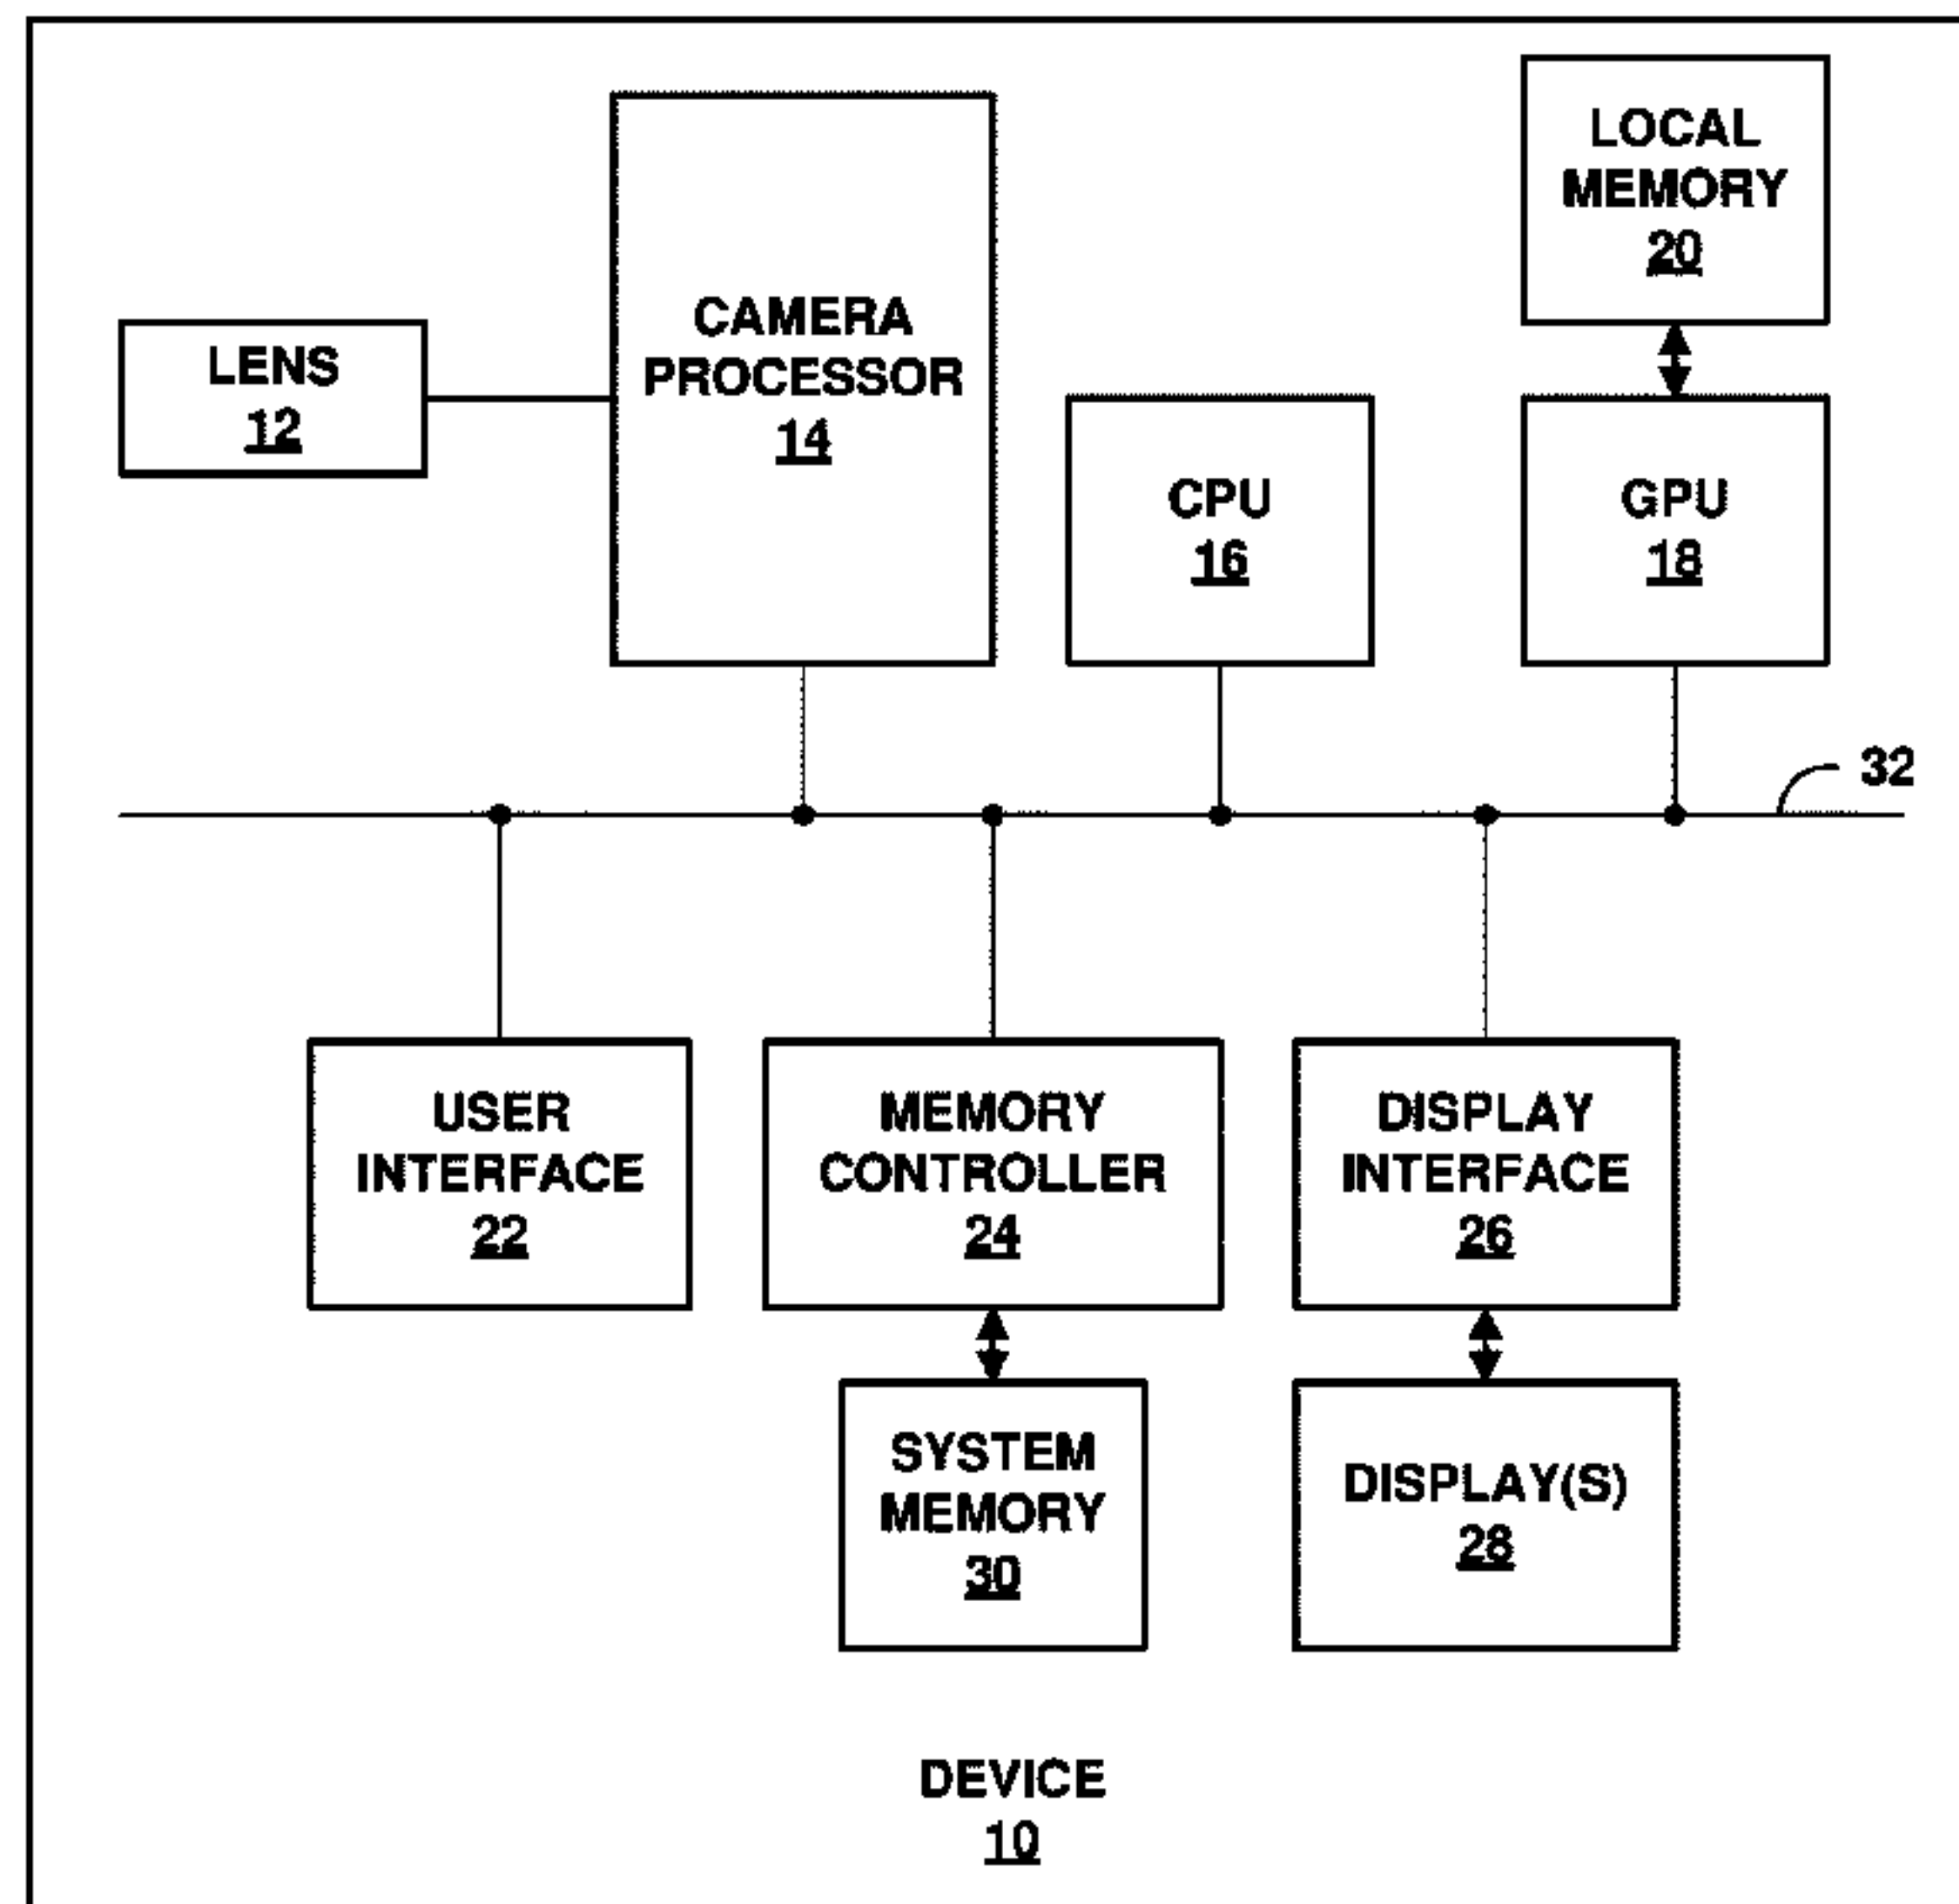 LOCAL
MEMORY
20
LENS
12
CAMERA
PROCESSOR
14
CPU
16
GPU
18
32
USER
INTERFACE
22
MEMORY
CONTROLLER
24
DISPLAY
INTERFACE
26
SYSTEM
MEMORY
30
DISPLAY(S)
28
DEVICE
10